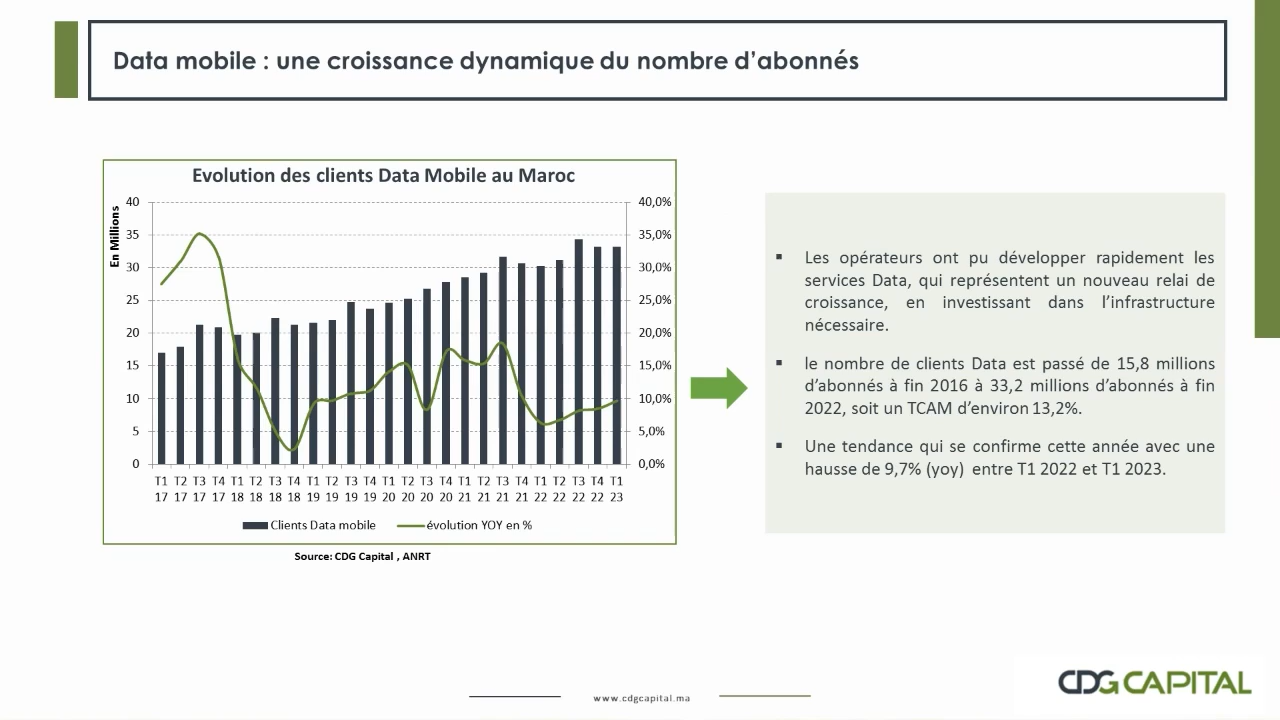 Data mobile : une croissance dynamique du nombre d’abonnés
Evolution des clients Data Mobile au Maroc
En Millions
40
35
30
25
20
15
10
5
0
40,0%
35,0%
30,0%
25,0%
20,0%
15,0%
10,0%
5,0%
0,0%
T1 T2 T3 T4 T1 T2 T3 T4 T1 T2 T3 T4 T1 T2 T3 T4 T1 T2 T3 T4 T1 T2 T3 T4 T1
17 17 17 17 18 18 18 18 19 19 19 19 20 20 20 20 21 21 21 21 22 22 22 22 23
Clients Data mobile
évolution YOY en %
Source: CDG Capital , ANRT
▪ Les opérateurs ont pu développer rapidement les
services Data, qui représentent un nouveau relai de
croissance, en investissant dans l’infrastructure
nécessaire.
▪ le nombre de clients Data est passé de 15,8 millions
d’abonnés à fin 2016 à 33,2 millions d’abonnés à fin
2022, soit un TCAM d’environ 13,2%.
▪ Une tendance qui se confirme cette année avec une
hausse de 9,7% (yoy) entre T1 2022 et T1 2023.
www.cdgcapital.ma
CDG CAPITAL